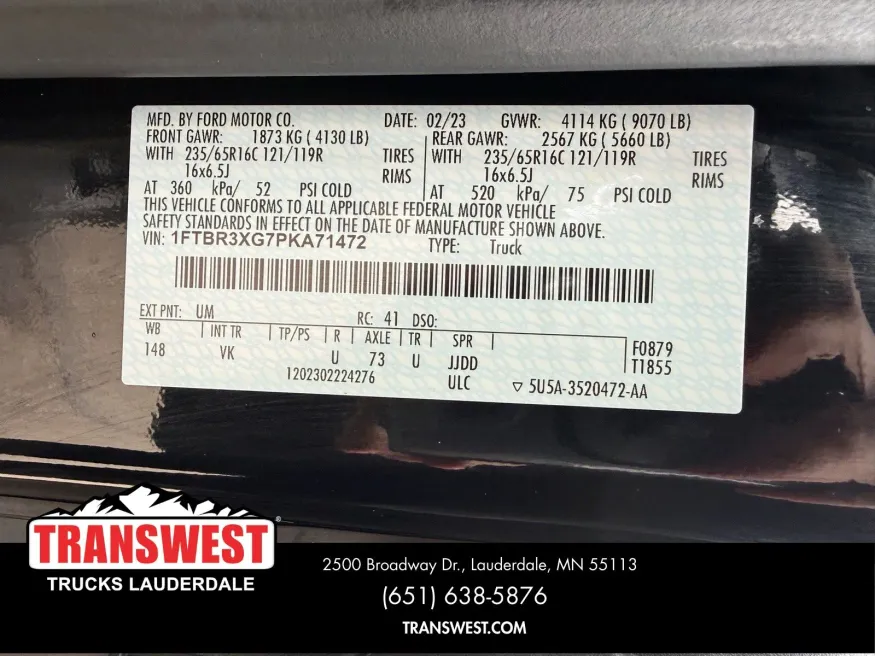 MFD. BY FORD MOTOR CO. DATE: 02/23 GVWR: 4114 KG ( 9070 LB)
FRONT GAWR: 1873 KG ( 4130 LB) REAR GAWR: 2567 KG ( 5660 LB)
WITH 235/65R16C 121/119R TIRES WITH 235/65R16C 121/119R TIRES
16x6.5J RIMS 16x6.5J RIMS
AT 360 kPa/ 52 PSI COLD AT 520 kPa/ 75 PSI COLD
THIS VEHICLE CONFORMS TO ALL APPLICABLE FEDERAL MOTOR VEHICLE
SAFETY STANDARDS IN EFFECT ON THE DATE OF MANUFACTURE SHOWN ABOVE.
VIN: 1FTBR3XG7PKA71472 TYPE: Truck
EXT PNT: UM RC: 41 DSO:
WB INT TR TP/PS R AXLE TR SPR
148 VK U 73 U JJDD F0879
T1855
1202302224276 ULC ▽ 5U5A-3520472-AA
TRANSWEST®
TRUCKS LAUDERDALE
2500 Broadway Dr., Lauderdale, MN 55113
(651) 638-5876
TRANSWEST.COM